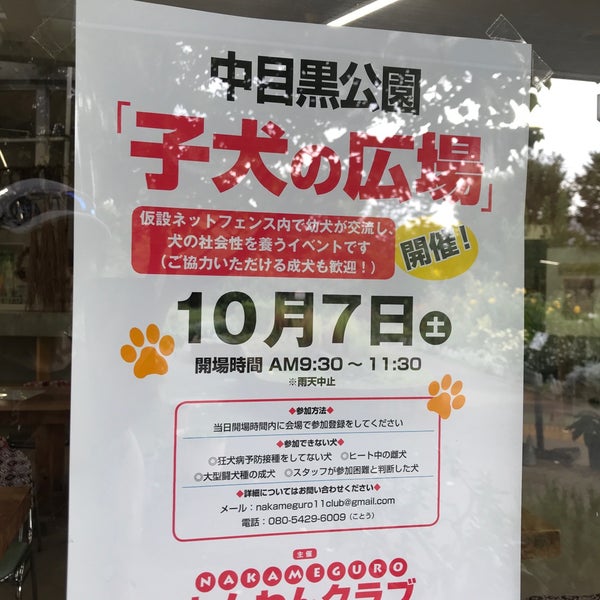 中目黒公園
「子犬の広場」
仮設ネットフェンス内で幼犬が交流し、
犬の社会性を養うイベントです
（ご協力いただける成犬も歓迎！）
開催！
10月7日土
開場時間 AM9:30 〜 11:30
※雨天中止
◆参加方法◆
当日開場時間内に会場で参加登録をしてください
◆参加できない犬◆
◎狂犬病予防接種をしてない犬 ◎ヒート中の雌犬
◎大型闘犬種の成犬 ◎スタッフが参加困難と判断した犬
◆詳細についてはお問い合わせください◆
メール：nakameguro11club@gmail.com
電話：080-5429-6009（ことう）
主催
NAKAMEGURO
わんわんクラブ